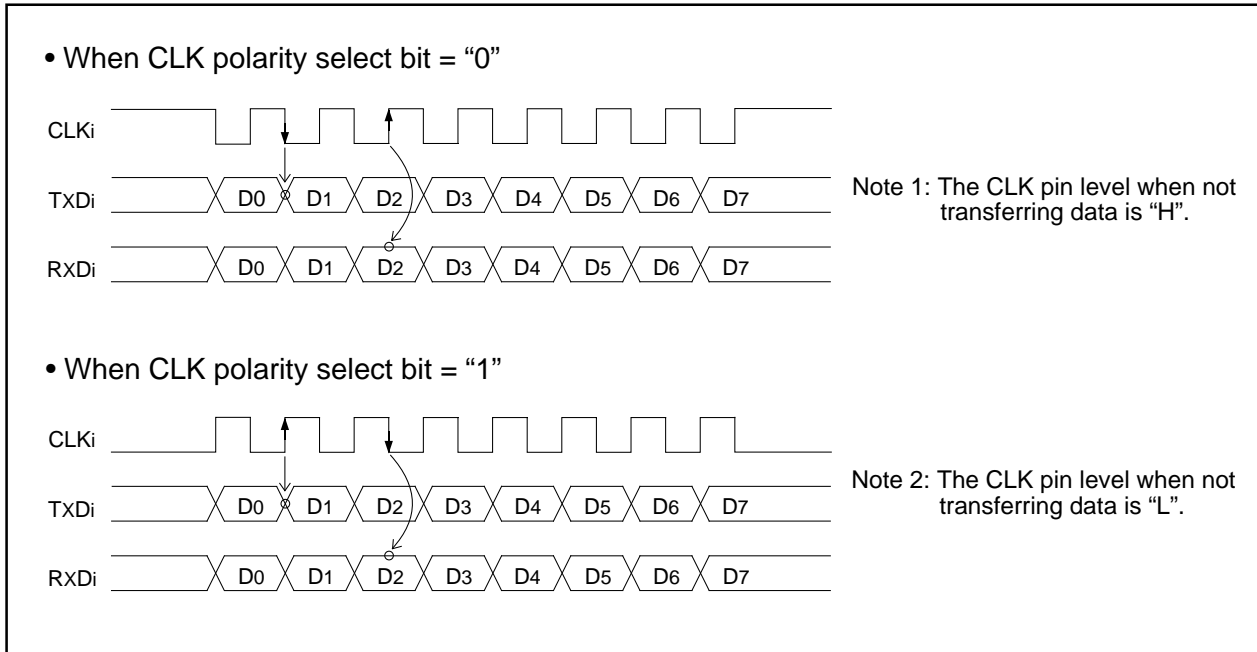 • When CLK polarity select bit = “0”
CLKi
TXDi D0 D1 D2 D3 D4 D5 D6 D7
RXDi D0 D1 D2 D3 D4 D5 D6 D7
Note 1: The CLK pin level when not
transferring data is “H”.
• When CLK polarity select bit = “1”
CLKi
TXDi D0 D1 D2 D3 D4 D5 D6 D7
RXDi D0 D1 D2 D3 D4 D5 D6 D7
Note 2: The CLK pin level when not
transferring data is “L”.